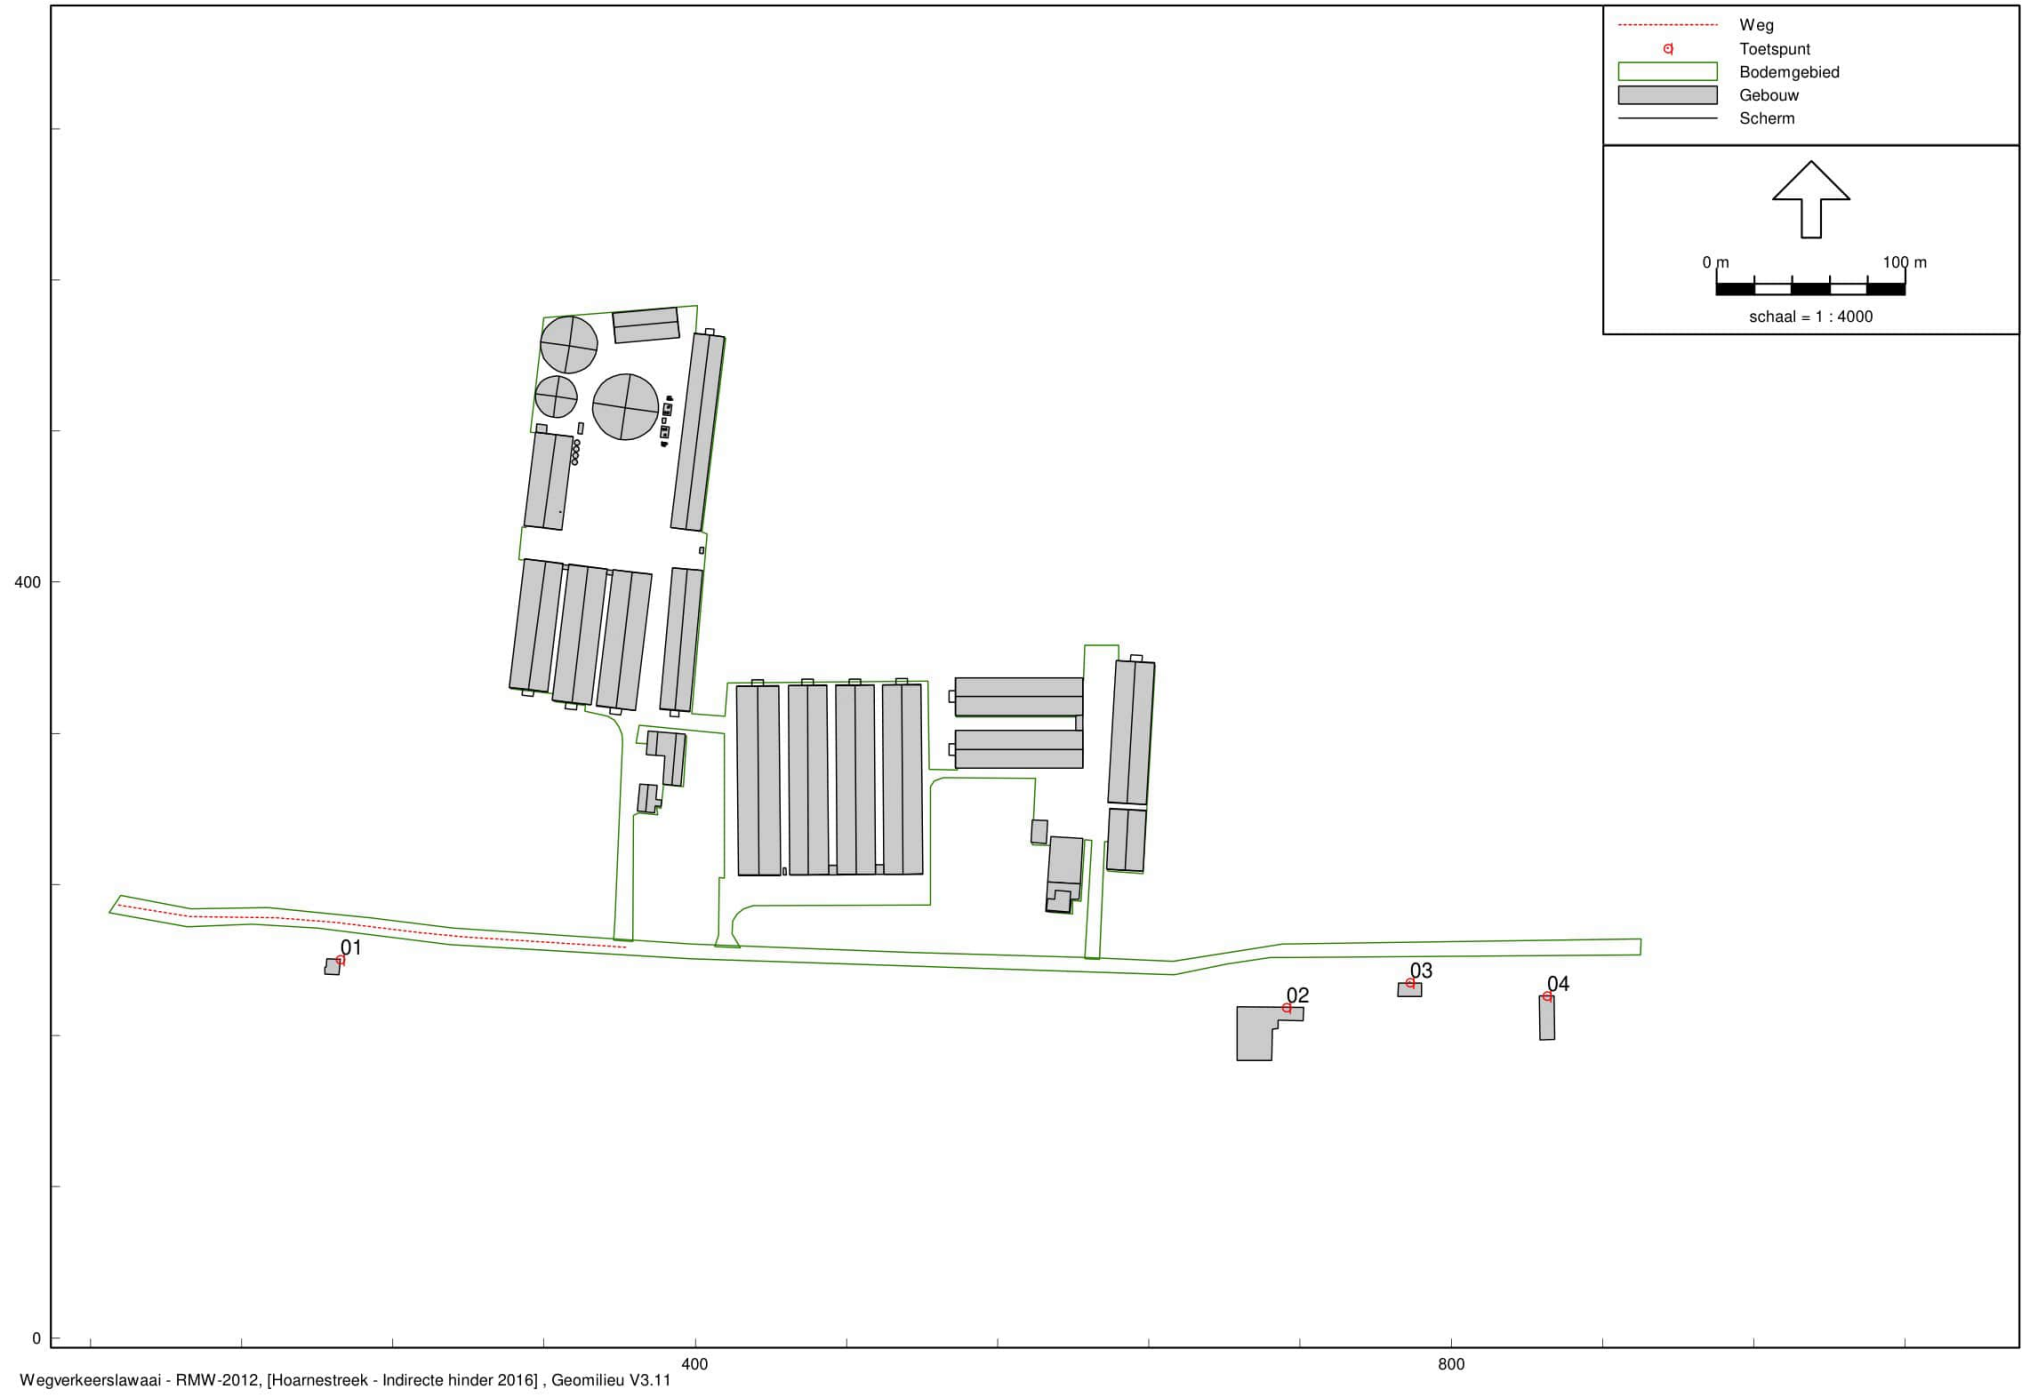 Weg
Toetspunt
Bodemgebied
Gebouw
Scherm
0 m 100 m
schaal = 1 : 4000
400
01
03
04
02
0
400 800
Wegverkeerslawaai - RMW-2012, [Hoarnestreek - Indirecte hinder 2016] , Geomilieu V3.11